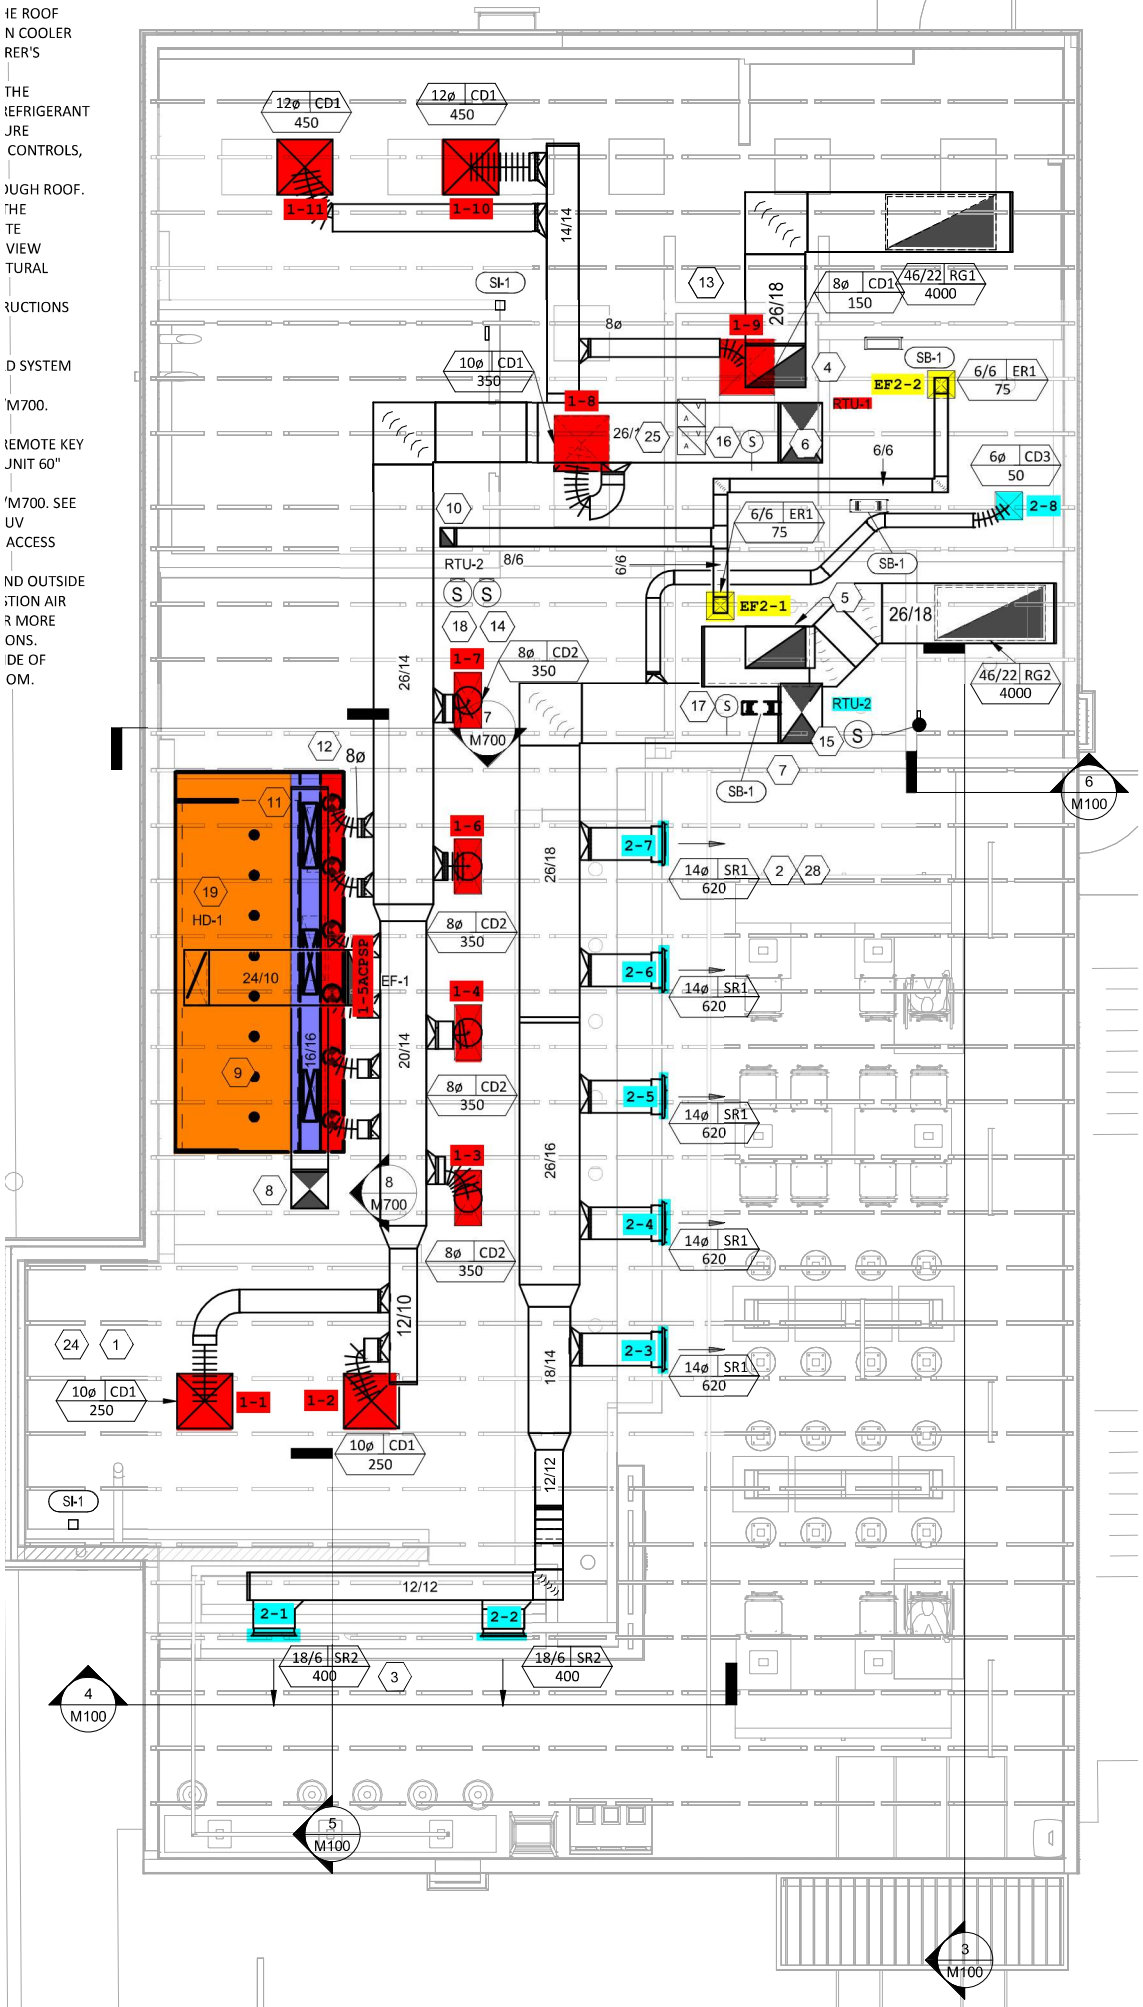 HE ROOF
N COOLER
RER'S
THE
REFRIGERANT
URE
CONTROLS,
OUGH ROOF.
THE
TE
VIEW
TURAL
RUCTIONS
D SYSTEM
/M700.
REMOTE KEY
UNIT 60"
/M700. SEE
UV
ACCESS
ND OUTSIDE
STION AIR
R MORE
ONS.
IDE OF
OM.
12ø CD1
450
12ø CD1
450
1-11
1-10
14/14
SI-1
13
26/18
8ø CD1
150
46/22 RG1
4000
8ø
1-9
10ø CD1
350
4
SB-1
EF2-2
6/6 ER1
75
1-8
RTU-1
26/1
25
V
A
V
A
16
S
6
6/6
6ø CD3
50
10
6/6 ER1
75
2-8
8/6
6/6
SB-1
RTU-2
S
S
EF2-1
5
26/18
18
14
8ø CD2
350
1-7
26/14
46/22 RG2
4000
7
M700
17
S
RTU-2
15
S
12
8ø
7
SB-1
6
M100
11
1-6
26/18
2-7
14ø SR1
620
2
28
19
HD-1
8ø CD2
350
1-5ACPSP
EF-1
24/10
2-6
14ø SR1
620
1-4
20/14
16/16
9
2-5
8ø CD2
350
14ø SR1
620
1-3
26/16
8
8
M700
2-4
14ø SR1
620
8ø CD2
350
12/10
24
1
2-3
18/14
14ø SR1
620
10ø CD1
250
1-1
1-2
10ø CD1
250
12/12
SI-1
12/12
2-1
2-2
18/6 SR2
400
3
18/6 SR2
400
4
M100
5
M100
3
M100